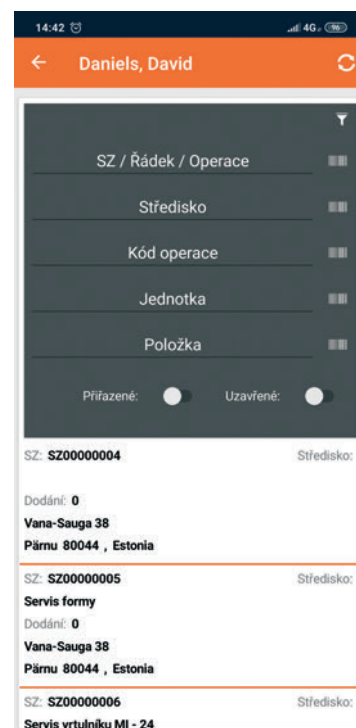 14:42
4G+ 96
Daniels, David
SZ / Řádek / Operace
Středisko
Kód operace
Jednotka
Položka
Přiřazené: Uzavřené:
SZ: SZ00000004 Středisko:
Dodání: 0
Vana-Sauga 38
Pärnu 80044 , Estonia
SZ: SZ00000005 Středisko:
Servis formy
Dodání: 0
Vana-Sauga 38
Pärnu 80044 , Estonia
SZ: SZ00000006 Středisko:
Servis vrtulníku MI - 24